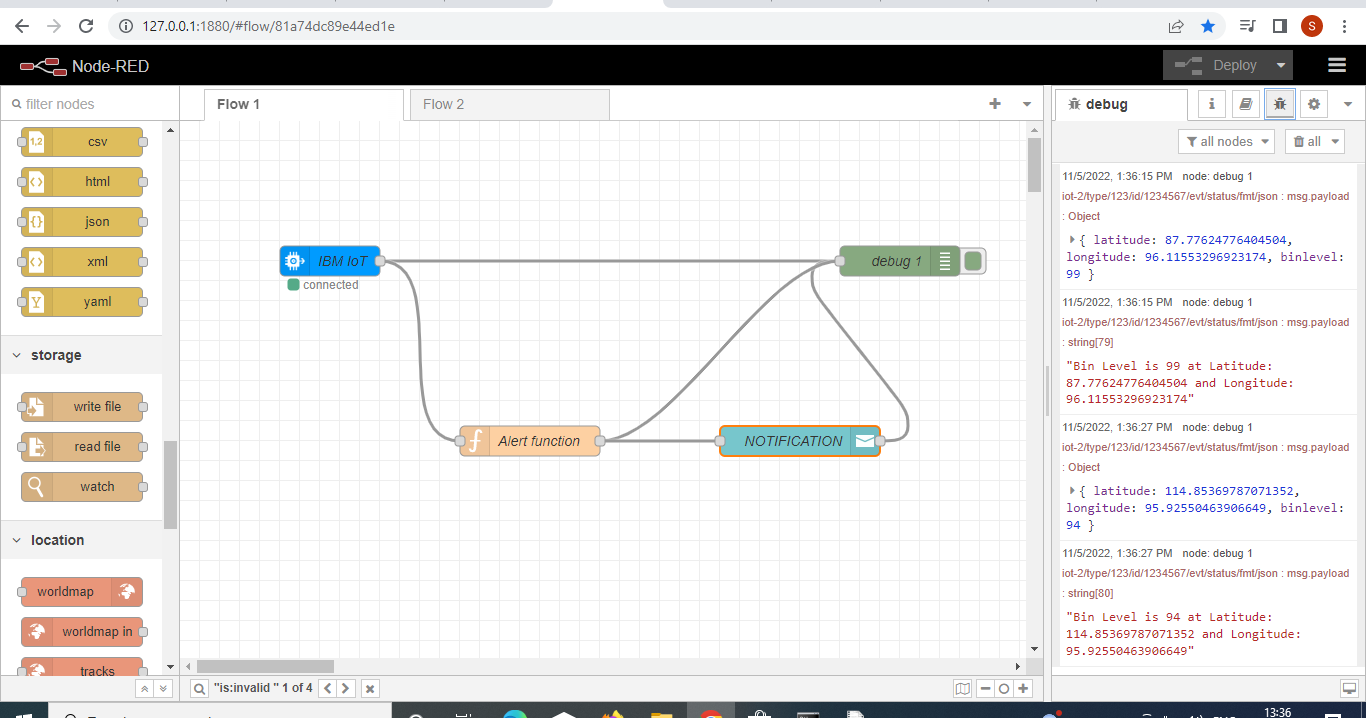 127.0.0.1:1880/#flow/81a74dc89e44ed1e
S
Node-RED
Deploy
filter nodes
Flow 1
Flow 2
debug
i
all nodes
all
1,2 csv
html
json
xml
Y yaml
storage
write file
read file
watch
location
worldmap
worldmap in
tracks
IBM IoT
connected
debug 1
f Alert function
NOTIFICATION
11/5/2022, 1:36:15 PM node: debug 1
iot-2/type/123/id/1234567/evt/status/fmt/json : msg.payload
: Object
{ latitude: 87.77624776404504,
longitude: 96.11553296923174, binlevel:
99 }
11/5/2022, 1:36:15 PM node: debug 1
iot-2/type/123/id/1234567/evt/status/fmt/json : msg.payload
: string[79]
"Bin Level is 99 at Latitude:
87.77624776404504 and Longitude:
96.11553296923174"
11/5/2022, 1:36:27 PM node: debug 1
iot-2/type/123/id/1234567/evt/status/fmt/json : msg.payload
: Object
{ latitude: 114.85369787071352,
longitude: 95.92550463906649, binlevel:
94 }
11/5/2022, 1:36:27 PM node: debug 1
iot-2/type/123/id/1234567/evt/status/fmt/json : msg.payload
: string[80]
"Bin Level is 94 at Latitude:
114.85369787071352 and Longitude:
95.92550463906649"
"is:invalid " 1 of 4
13:36